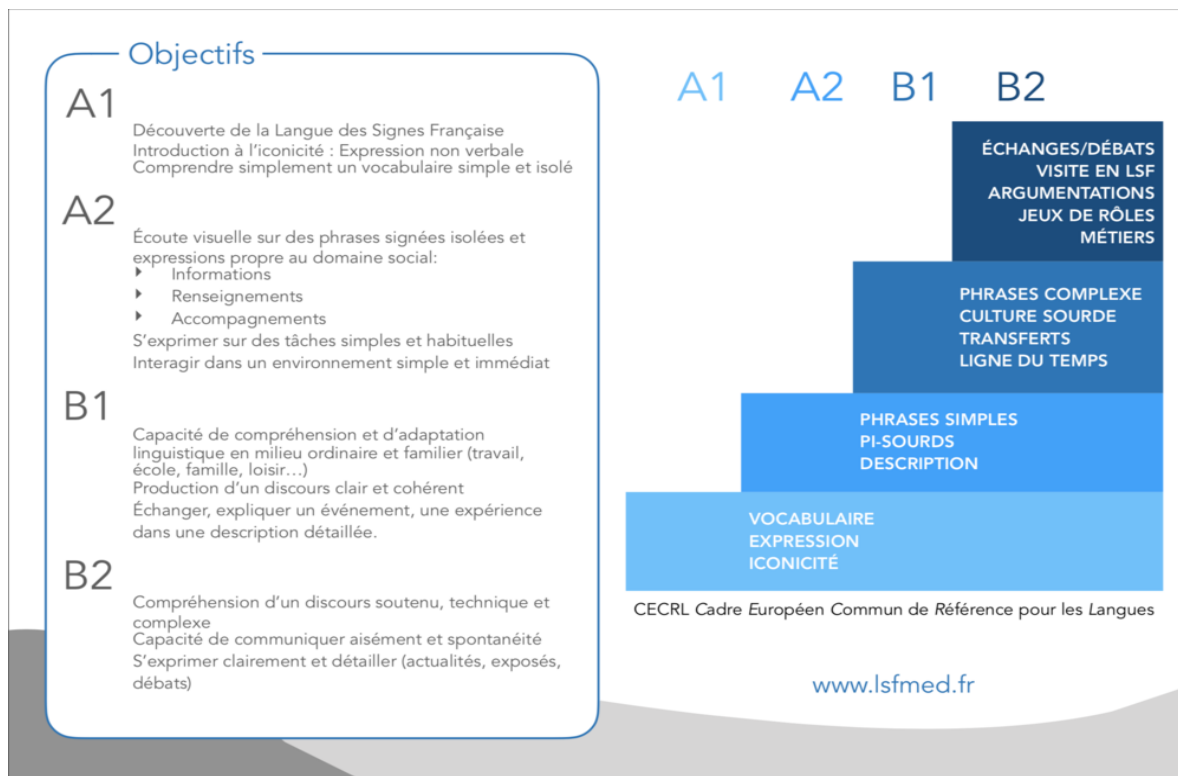 Objectifs
A1
Découverte de la Langue des Signes Française
Introduction à l'iconicité : Expression non verbale
Comprendre simplement un vocabulaire simple et isolé
A2
Écoute visuelle sur des phrases signées isolées et
expressions propre au domaine social:
Informations
Renseignements
Accompagnements
S'exprimer sur des tâches simples et habituelles
Interagir dans un environnement simple et immédiat
B1
Capacité de compréhension et d'adaptation
linguistique en milieu ordinaire et familier (travail,
école, famille, loisir…)
Production d'un discours clair et cohérent
Échanger, expliquer un événement, une expérience
dans une description détaillée.
B2
Compréhension d'un discours soutenu, technique et
complexe
Capacité de communiquer aisément et spontanéité
S'exprimer clairement et détailler (actualités, exposés,
débats)
A1 A2 B1 B2
ÉCHANGES/DÉBATS
VISITE EN LSF
ARGUMENTATIONS
JEUX DE RÔLES
MÉTIERS
PHRASES COMPLEXE
CULTURE SOURDE
TRANSFERTS
LIGNE DU TEMPS
PHRASES SIMPLES
PI-SOURDS
DESCRIPTION
VOCABULAIRE
EXPRESSION
ICONICITÉ
CECRL Cadre Européen Commun de Référence pour les Langues
www.lsfmed.fr